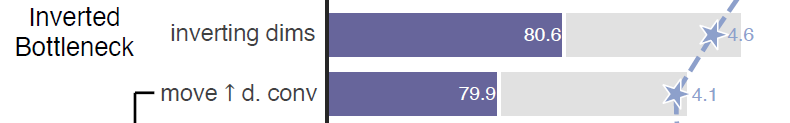 Inverted
Bottleneck
inverting dims 80.6 4.6
move ↑ d. conv 79.9 4.1